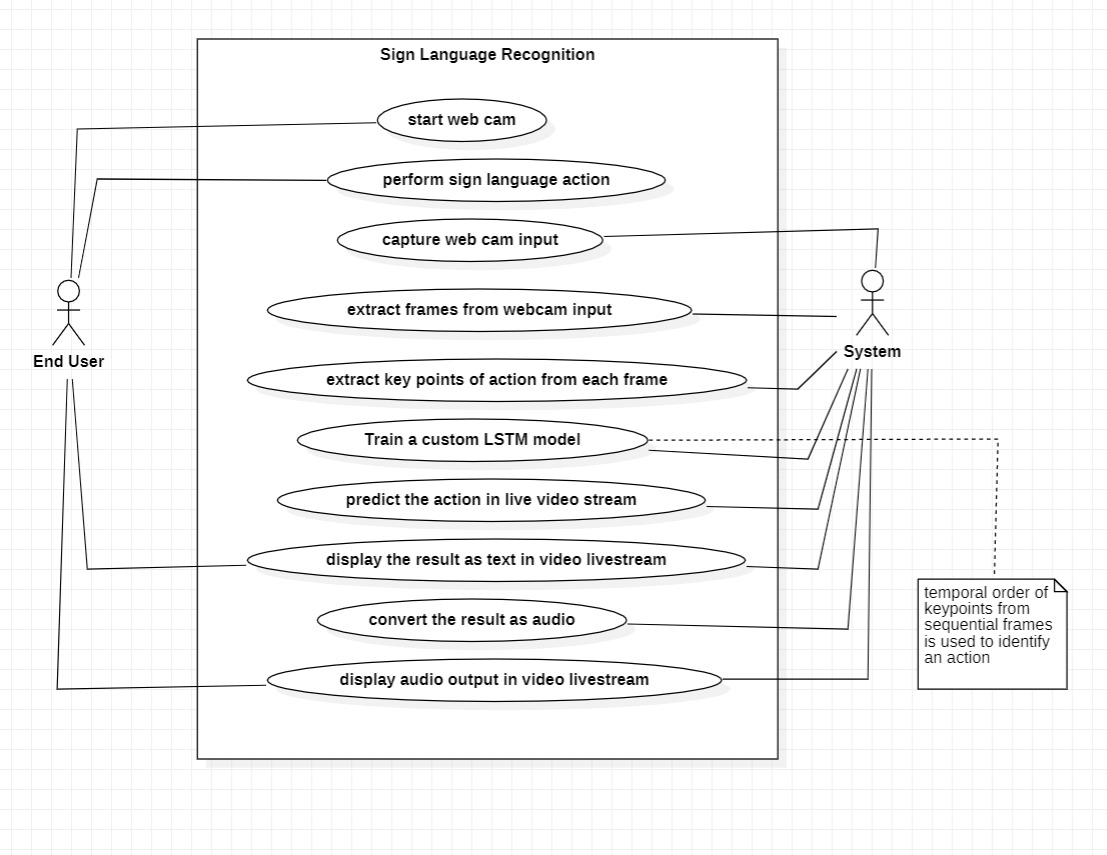 Sign Language Recognition
start web cam
perform sign language action
capture web cam input
extract frames from webcam input
End User
System
extract key points of action from each frame
Train a custom LSTM model
predict the action in live video stream
display the result as text in video livestream
convert the result as audio
display audio output in video livestream
temporal order of
keypoints from
sequential frames
is used to identify
an action